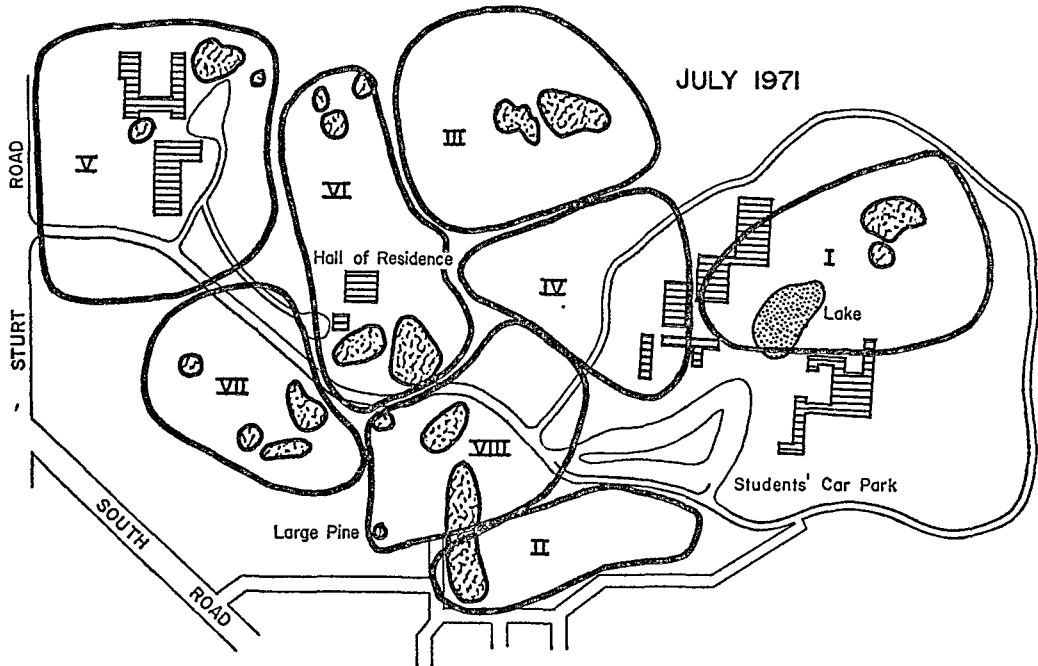 JULY 1971
III
V
VI
ROAD
I
Hall of Residence
IV
Lake
STURT
VII
VIII
Students' Car Park
Large Pine
II
SOUTH
ROAD